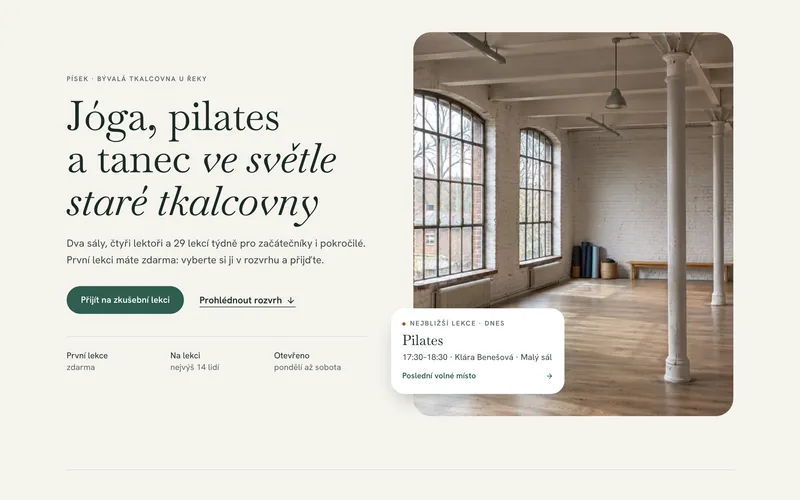 PÍSEK · BÝVALÁ TKALCOVNA U ŘEKY
Jóga, pilates
a tanec ve světle
staré tkalcovny
Dva sály, čtyři lektoři a 29 lekcí týdně pro začátečníky i pokročilé.
První lekci máte zdarma: vyberte si ji v rozvrhu a přijďte.
Přijít na zkušební lekci
Prohlédnout rozvrh ↓
První lekce
zdarma
Na lekci
nejvýš 14 lidí
Otevřeno
pondělí až sobota
NEJBLIŽŠÍ LEKCE · DNES
Pilates
17:30–18:30 · Klára Benešová · Malý sál
Poslední volné místo →